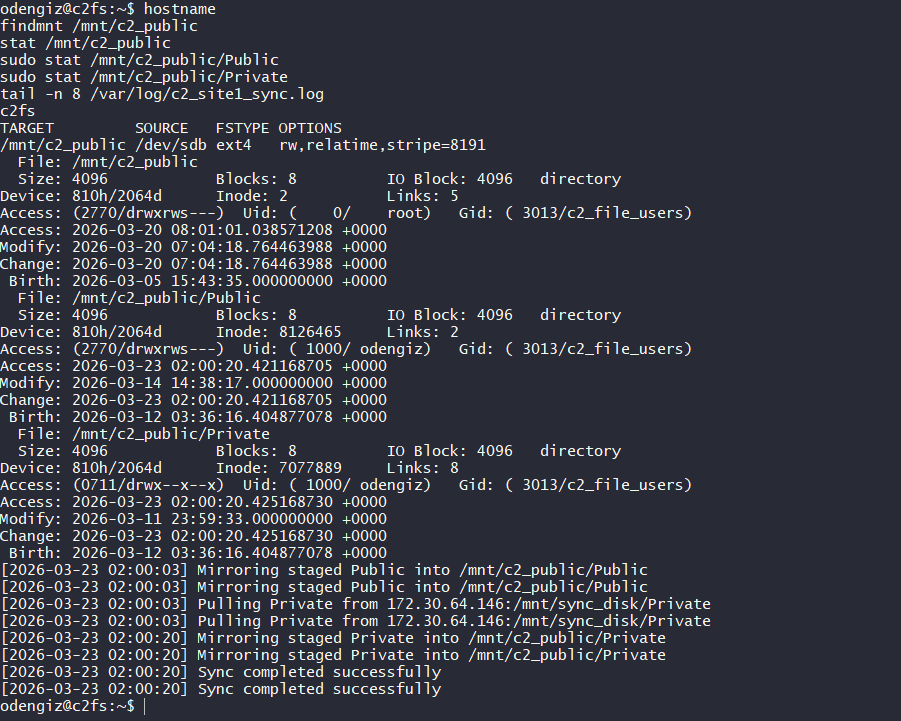 odengiz@c2fs:~$ hostname
findmnt /mnt/c2_public
stat /mnt/c2_public
sudo stat /mnt/c2_public/Public
sudo stat /mnt/c2_public/Private
tail -n 8 /var/log/c2_site1_sync.log
c2fs
TARGET         SOURCE   FSTYPE OPTIONS
/mnt/c2_public /dev/sdb ext4   rw,relatime,stripe=8191
  File: /mnt/c2_public
  Size: 4096            Blocks: 8          IO Block: 4096   directory
Device: 810h/2064d      Inode: 2           Links: 5
Access: (2770/drwxrws---)  Uid: (    0/    root)   Gid: ( 3013/c2_file_users)
Access: 2026-03-20 08:01:01.038571208 +0000
Modify: 2026-03-20 07:04:18.764463988 +0000
Change: 2026-03-20 07:04:18.764463988 +0000
 Birth: 2026-03-05 15:43:35.000000000 +0000
  File: /mnt/c2_public/Public
  Size: 4096            Blocks: 8          IO Block: 4096   directory
Device: 810h/2064d      Inode: 8126465     Links: 2
Access: (2770/drwxrws---)  Uid: ( 1000/ odengiz)   Gid: ( 3013/c2_file_users)
Access: 2026-03-23 02:00:20.421168705 +0000
Modify: 2026-03-14 14:38:17.000000000 +0000
Change: 2026-03-23 02:00:20.421168705 +0000
 Birth: 2026-03-12 03:36:16.404877078 +0000
  File: /mnt/c2_public/Private
  Size: 4096            Blocks: 8          IO Block: 4096   directory
Device: 810h/2064d      Inode: 7077889     Links: 8
Access: (0711/drwx--x--x)  Uid: ( 1000/ odengiz)   Gid: ( 3013/c2_file_users)
Access: 2026-03-23 02:00:20.425168730 +0000
Modify: 2026-03-11 23:59:33.000000000 +0000
Change: 2026-03-23 02:00:20.425168730 +0000
 Birth: 2026-03-12 03:36:16.404877078 +0000
[2026-03-23 02:00:03] Mirroring staged Public into /mnt/c2_public/Public
[2026-03-23 02:00:03] Mirroring staged Public into /mnt/c2_public/Public
[2026-03-23 02:00:03] Pulling Private from 172.30.64.146:/mnt/sync_disk/Private
[2026-03-23 02:00:03] Pulling Private from 172.30.64.146:/mnt/sync_disk/Private
[2026-03-23 02:00:20] Mirroring staged Private into /mnt/c2_public/Private
[2026-03-23 02:00:20] Mirroring staged Private into /mnt/c2_public/Private
[2026-03-23 02:00:20] Sync completed successfully
[2026-03-23 02:00:20] Sync completed successfully
odengiz@c2fs:~$